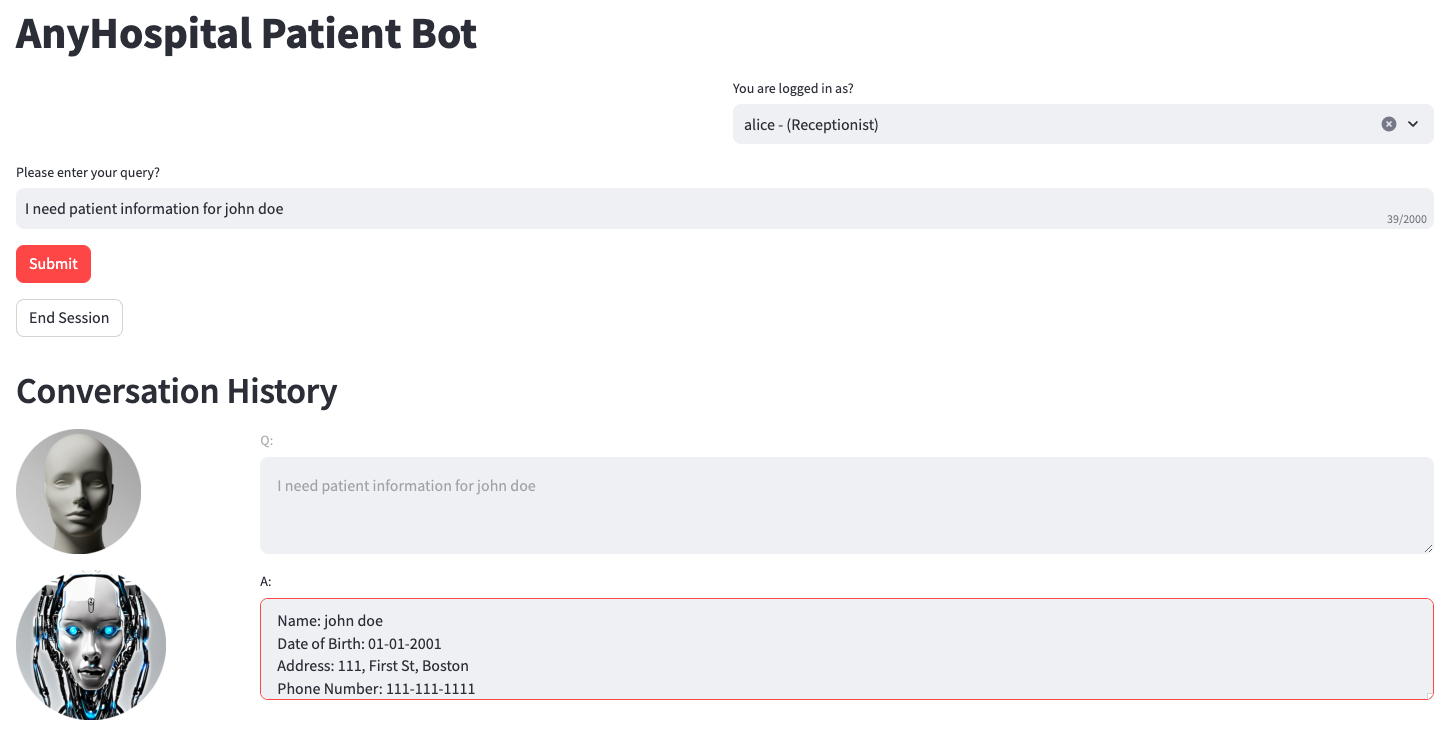 AnyHospital Patient Bot
You are logged in as?
alice - (Receptionist)
Please enter your query?
I need patient information for john doe
39/2000
Submit
End Session
Conversation History
Q:
I need patient information for john doe
A:
Name: john doe
Date of Birth: 01-01-2001
Address: 111, First St, Boston
Phone Number: 111-111-1111